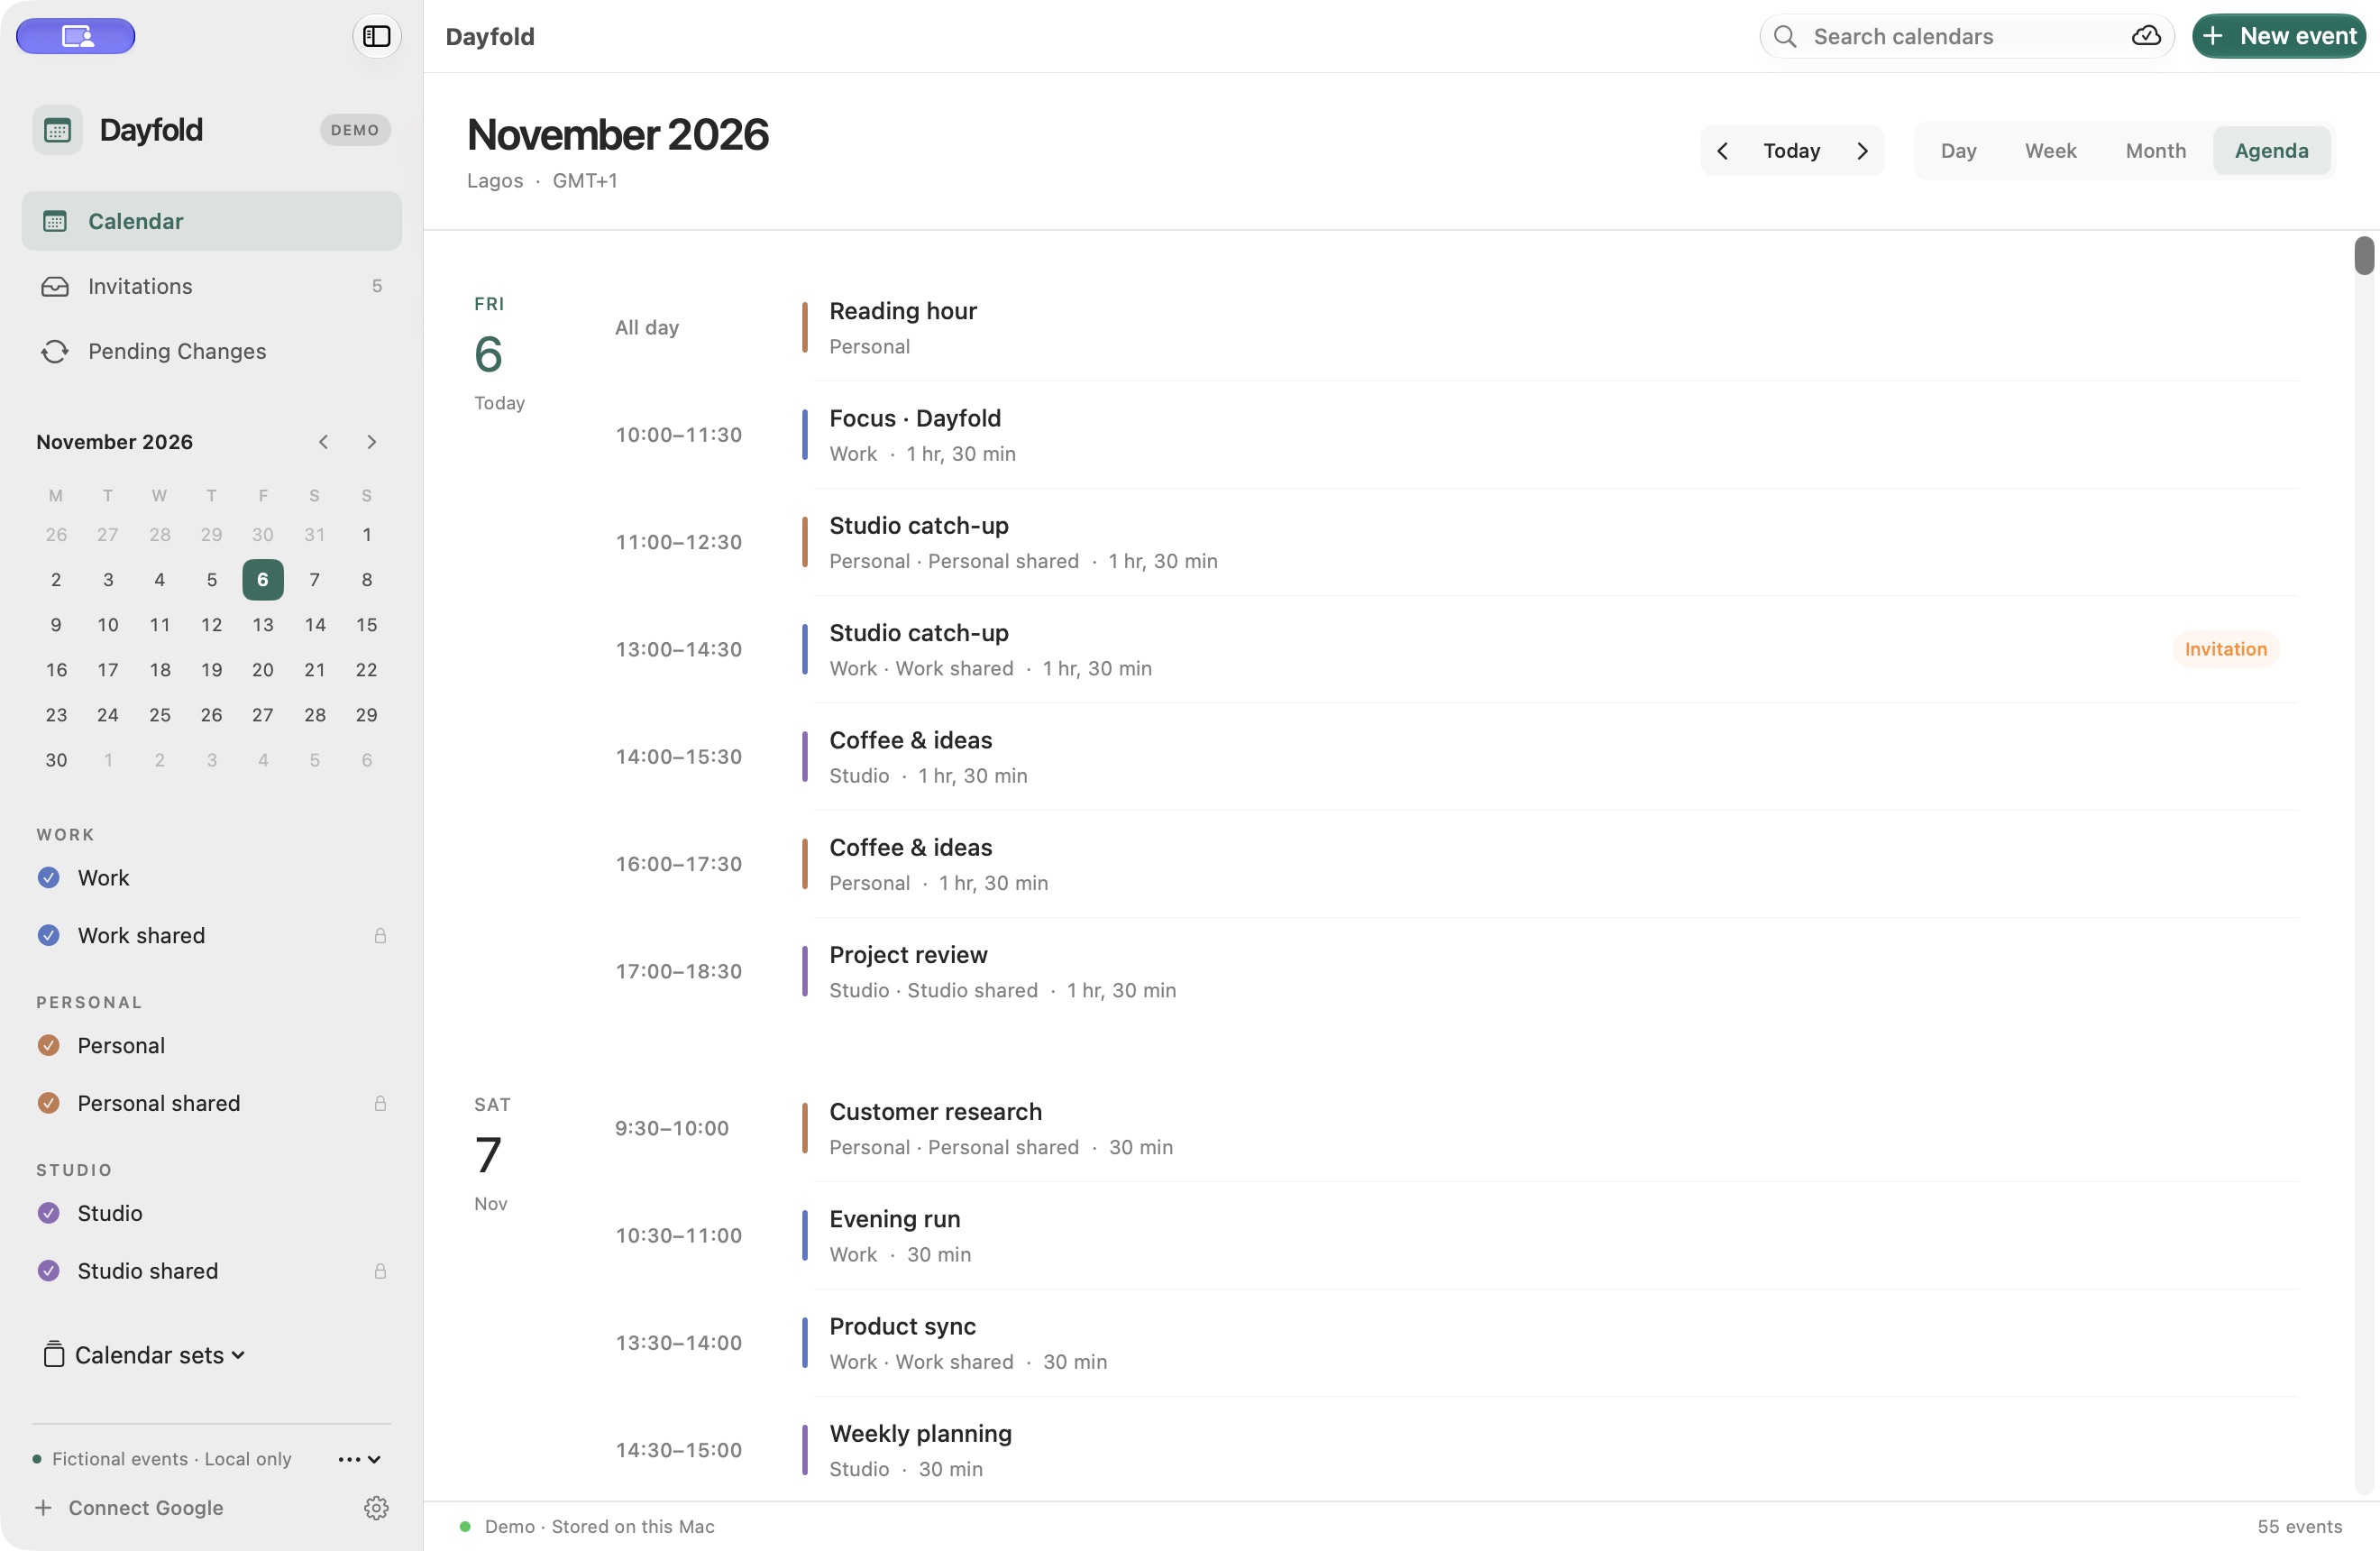 Dayfold
Search calendars
New event
Dayfold
DEMO
Calendar
Invitations 5
Pending Changes
November 2026
M T W T F S S
26 27 28 29 30 31 1
2 3 4 5 6 7 8
9 10 11 12 13 14 15
16 17 18 19 20 21 22
23 24 25 26 27 28 29
30 1 2 3 4 5 6
WORK
Work
Work shared
PERSONAL
Personal
Personal shared
STUDIO
Studio
Studio shared
Calendar sets
Fictional events · Local only
+ Connect Google
November 2026
Lagos · GMT+1
Today
Day Week Month Agenda
FRI
6
Today
All day
Reading hour
Personal
10:00–11:30
Focus · Dayfold
Work · 1 hr, 30 min
11:00–12:30
Studio catch-up
Personal · Personal shared · 1 hr, 30 min
13:00–14:30
Studio catch-up
Work · Work shared · 1 hr, 30 min
Invitation
14:00–15:30
Coffee & ideas
Studio · 1 hr, 30 min
16:00–17:30
Coffee & ideas
Personal · 1 hr, 30 min
17:00–18:30
Project review
Studio · Studio shared · 1 hr, 30 min
SAT
7
Nov
9:30–10:00
Customer research
Personal · Personal shared · 30 min
10:30–11:00
Evening run
Work · 30 min
13:30–14:00
Product sync
Work · Work shared · 30 min
14:30–15:00
Weekly planning
Studio · 30 min
Demo · Stored on this Mac
55 events